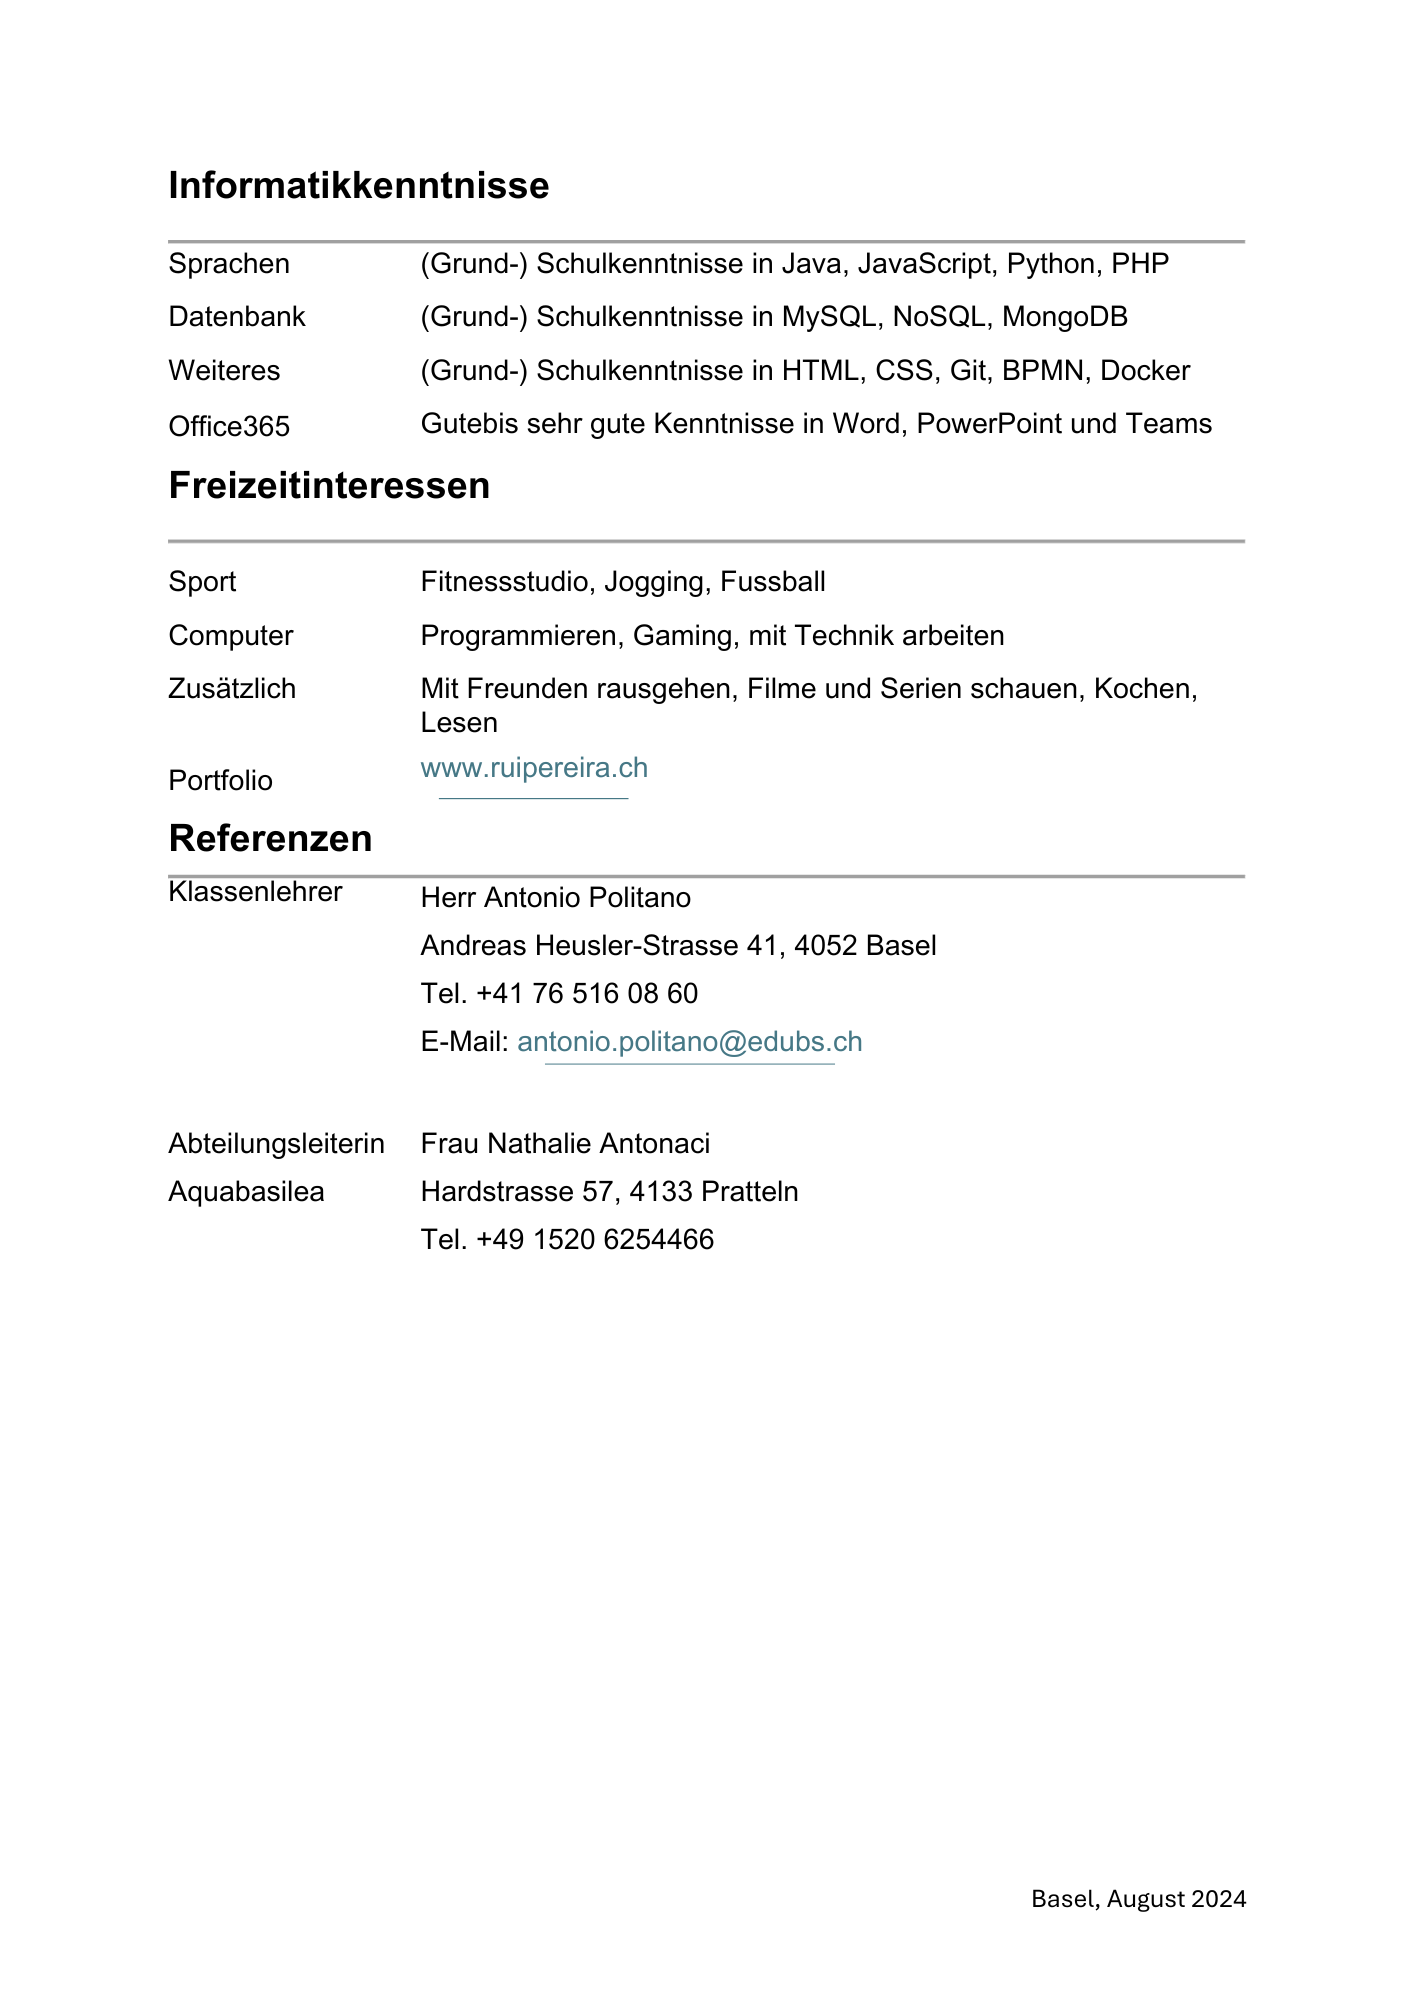 Informatikkenntnisse
Sprachen (Grund-) Schulkenntnisse in Java, JavaScript, Python, PHP
Datenbank (Grund-) Schulkenntnisse in MySQL, NoSQL, MongoDB
Weiteres (Grund-) Schulkenntnisse in HTML, CSS, Git, BPMN, Docker
Office365 Gutebis sehr gute Kenntnisse in Word, PowerPoint und Teams
Freizeitinteressen
Sport Fitnessstudio, Jogging, Fussball
Computer Programmieren, Gaming, mit Technik arbeiten
Zusätzlich Mit Freunden rausgehen, Filme und Serien schauen, Kochen,
Lesen
Portfolio www.ruipereira.ch
Referenzen
Klassenlehrer Herr Antonio Politano
Andreas Heusler-Strasse 41, 4052 Basel
Tel. +41 76 516 08 60
E-Mail: antonio.politano@edubs.ch
Abteilungsleiterin Frau Nathalie Antonaci
Aquabasilea Hardstrasse 57, 4133 Pratteln
Tel. +49 1520 6254466
Basel, August 2024